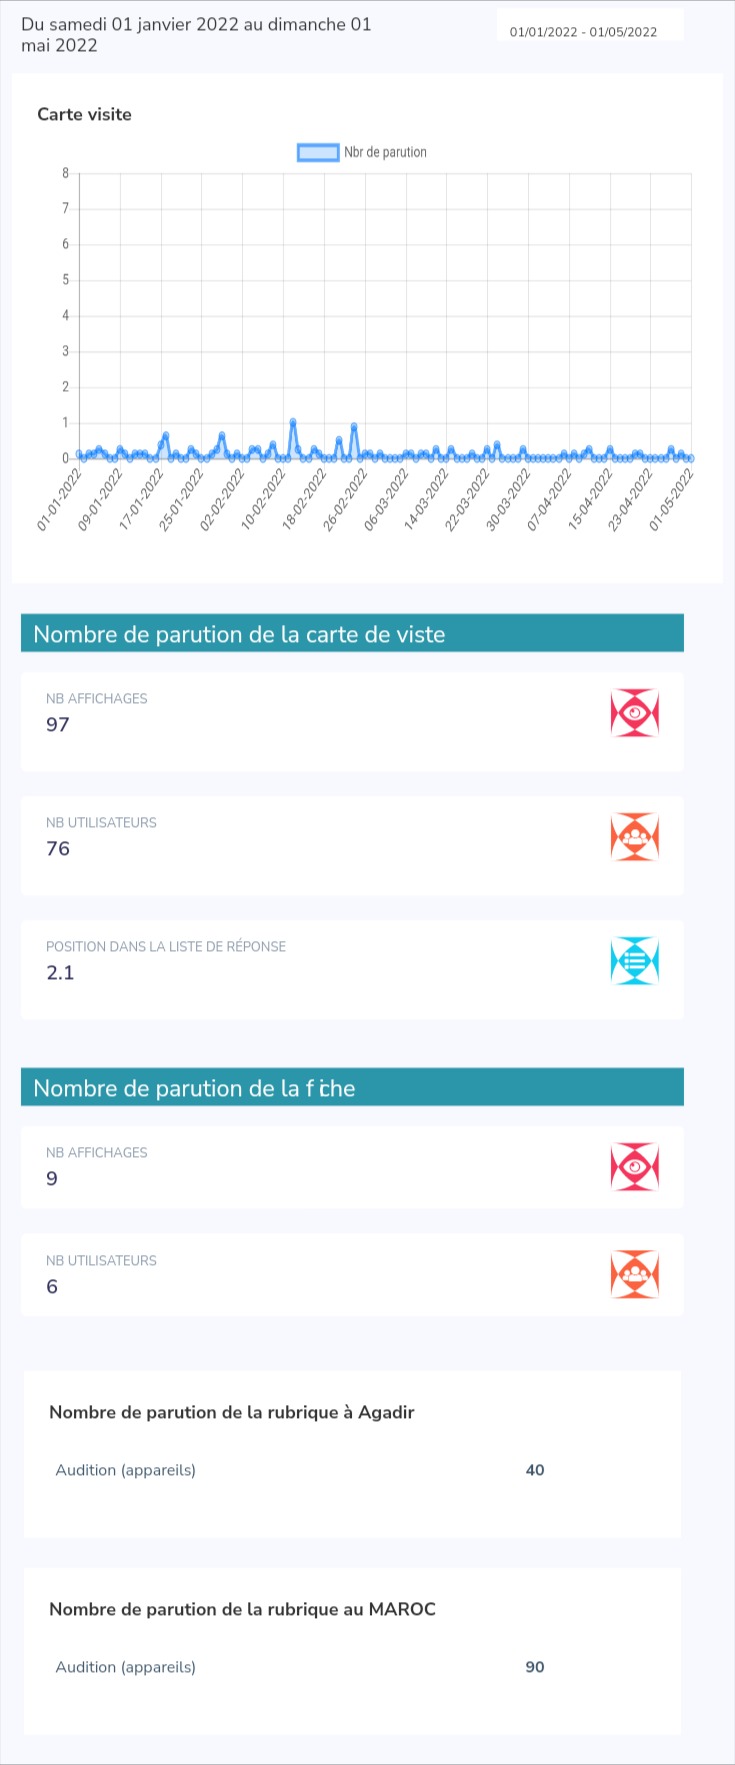 Du samedi 01 janvier 2022 au dimanche 01
mai 2022
01/01/2022 - 01/05/2022
Carte visite
Nbr de parution
8
7
6
5
4
3
2
1
0
01-01-2022
09-01-2022
17-01-2022
25-01-2022
02-02-2022
10-02-2022
18-02-2022
26-02-2022
06-03-2022
14-03-2022
22-03-2022
30-03-2022
07-04-2022
15-04-2022
23-04-2022
01-05-2022
Nombre de parution de la carte de viste
NB AFFICHAGES
97
NB UTILISATEURS
76
POSITION DANS LA LISTE DE RÉPONSE
2.1
Nombre de parution de la fiche
NB AFFICHAGES
9
NB UTILISATEURS
6
Nombre de parution de la rubrique à Agadir
Audition (appareils) 40
Nombre de parution de la rubrique au MAROC
Audition (appareils) 90